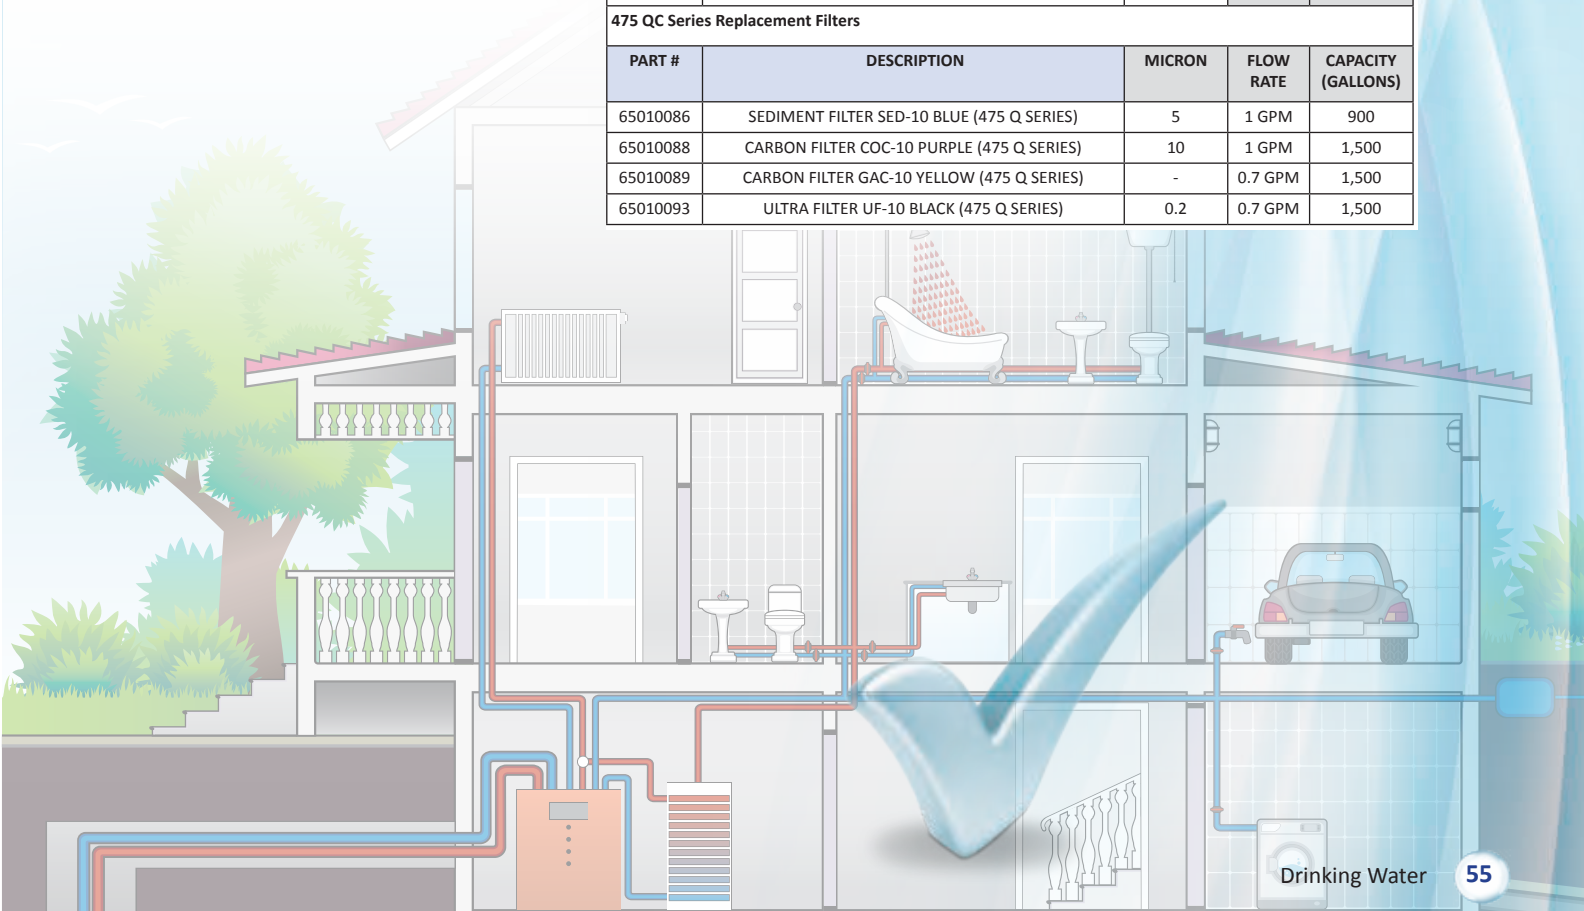 475 QC Series Replacement Filters
PART # DESCRIPTION MICRON FLOW RATE CAPACITY (GALLONS)
65010086 SEDIMENT FILTER SED-10 BLUE (475 Q SERIES) 5 1 GPM 900
65010088 CARBON FILTER COC-10 PURPLE (475 Q SERIES) 10 1 GPM 1,500
65010089 CARBON FILTER GAC-10 YELLOW (475 Q SERIES) - 0.7 GPM 1,500
65010093 ULTRA FILTER UF-10 BLACK (475 Q SERIES) 0.2 0.7 GPM 1,500
Drinking Water 55